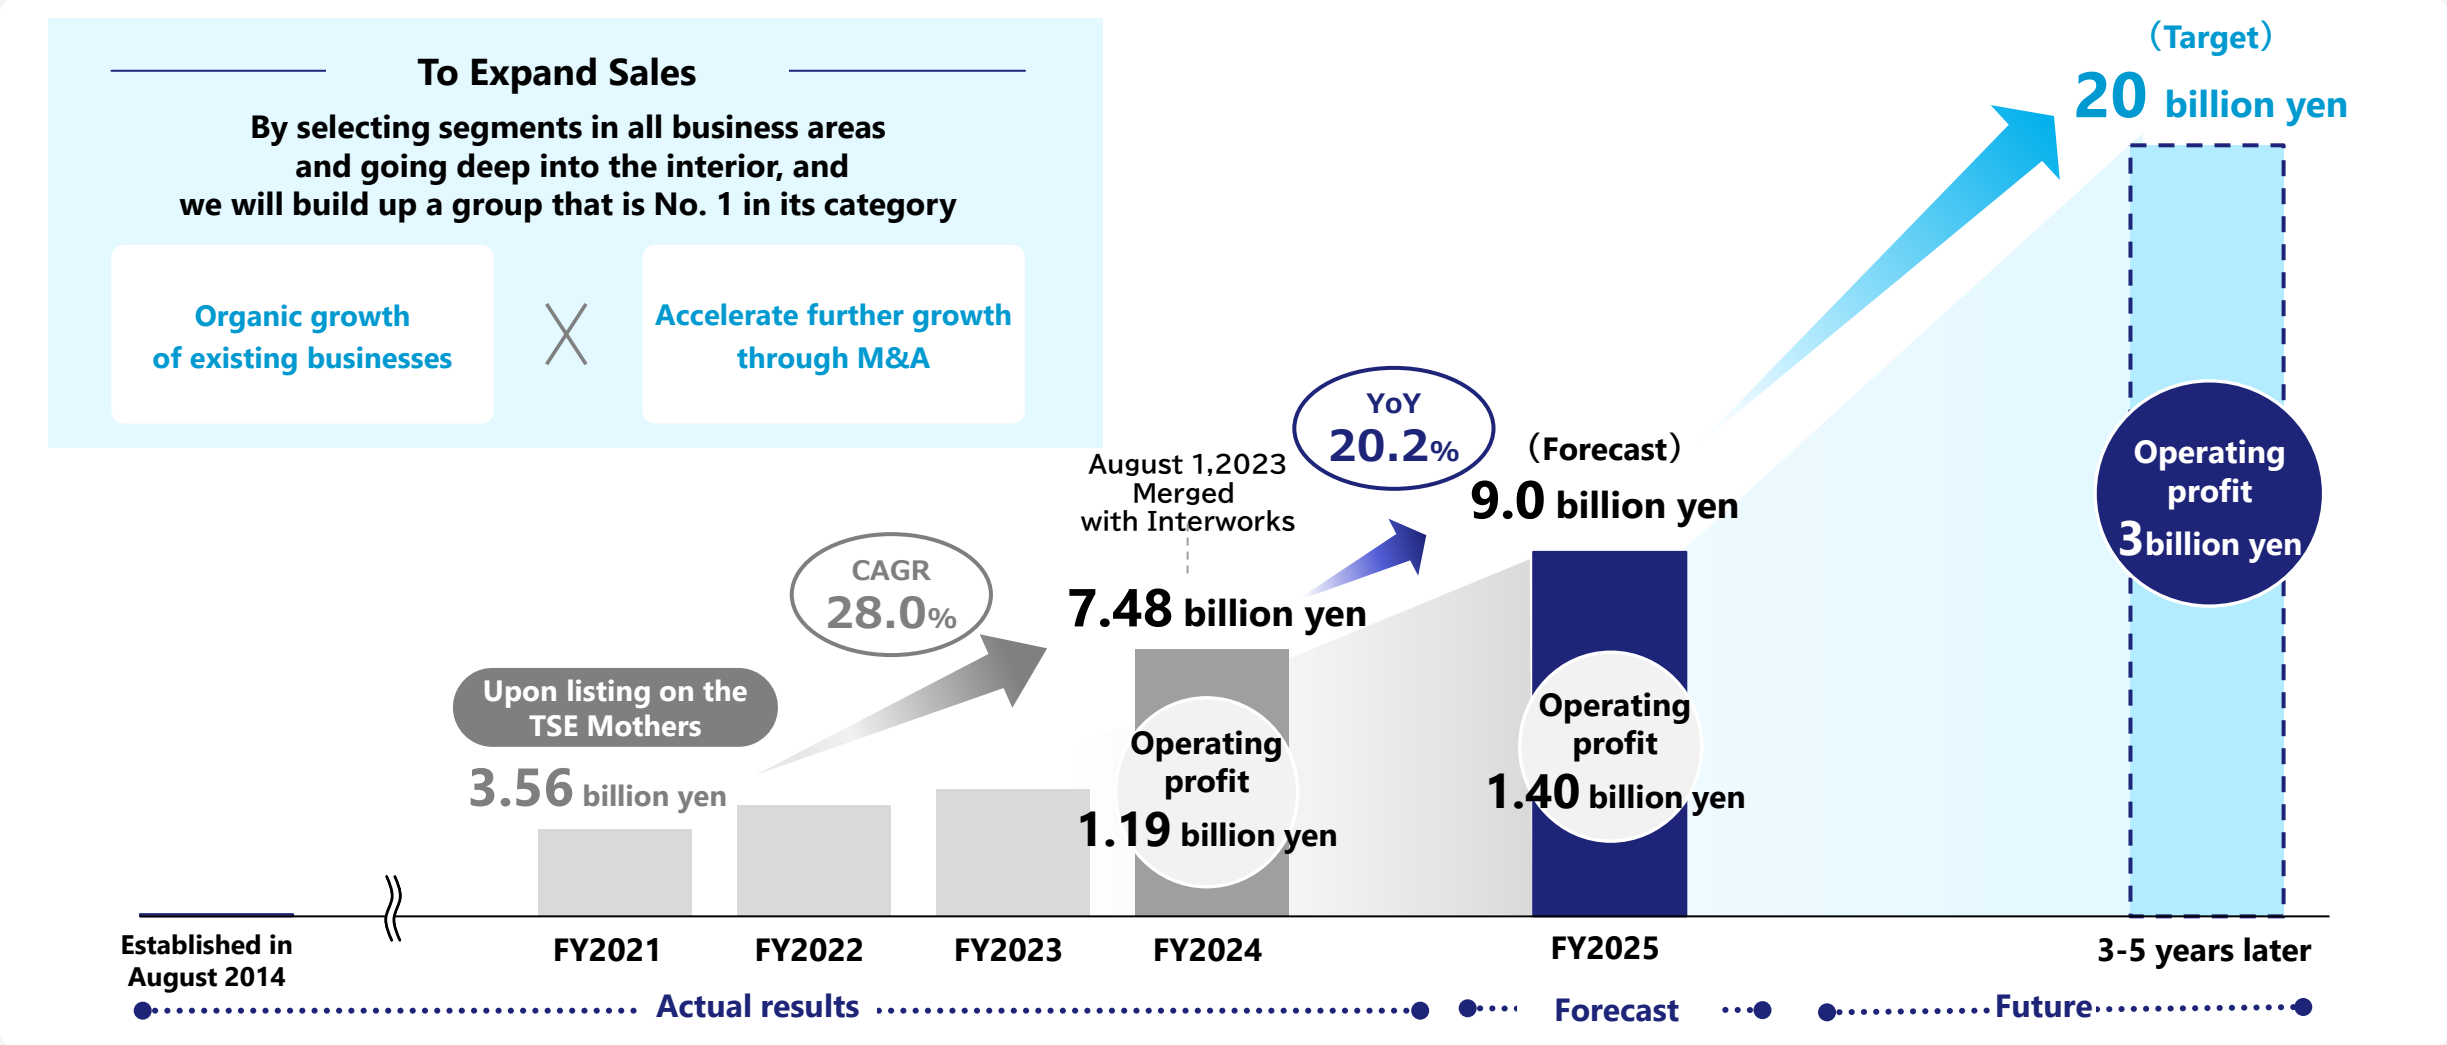 To Expand Sales
By selecting segments in all business areas
and going deep into the interior, and
we will build up a group that is No. 1 in its category
Organic growth
of existing businesses
Accelerate further growth
through M&A
（Target）
20 billion yen
Operating
profit
3billion yen
YoY
20.2%
（Forecast）
9.0 billion yen
August 1,2023
Merged
with Interworks
7.48 billion yen
CAGR
28.0%
Upon listing on the
TSE Mothers
3.56 billion yen
Operating
profit
1.19 billion yen
Operating
profit
1.40 billion yen
Established in
August 2014
FY2021
FY2022
FY2023
FY2024
FY2025
3-5 years later
Actual results
Forecast
Future